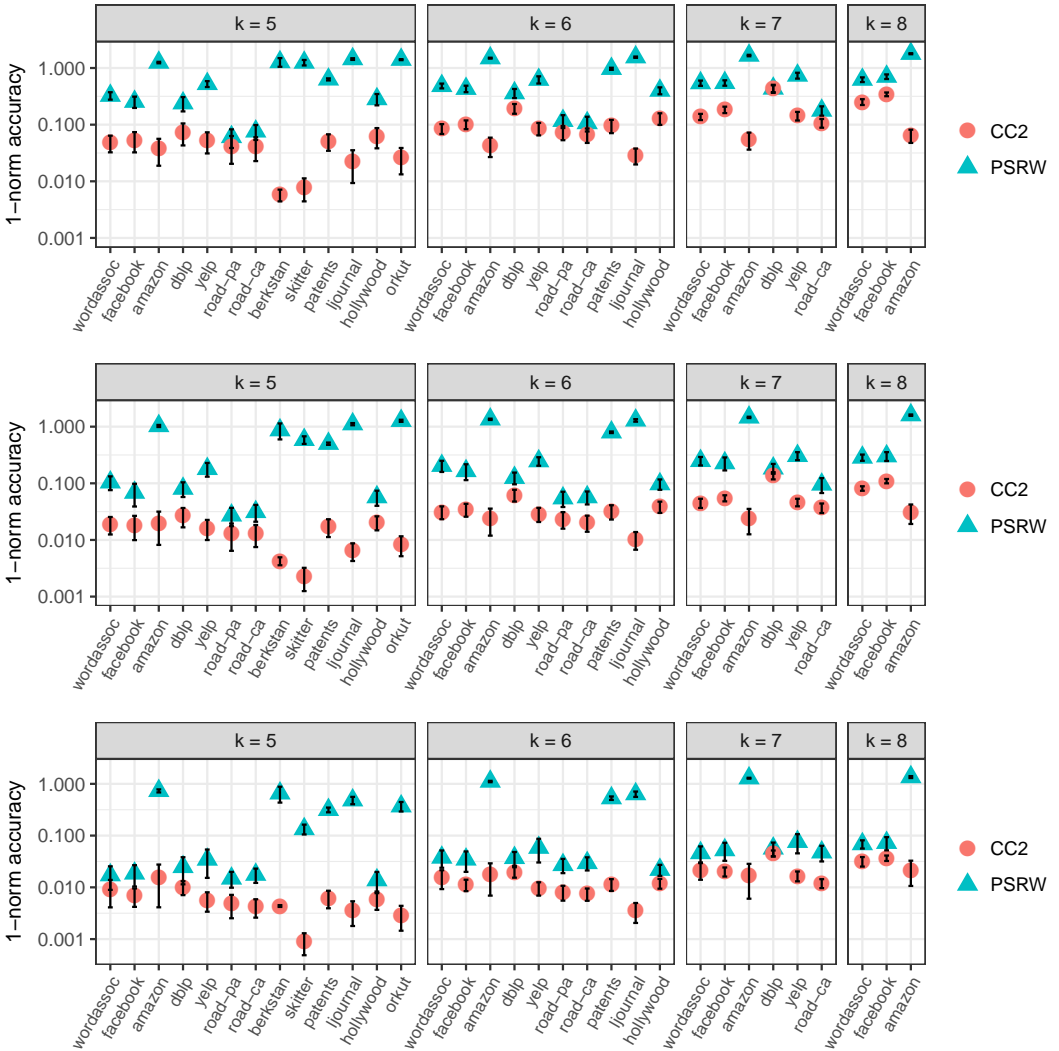 k = 5 k = 6 k = 7 k = 8
1−norm accuracy
1.000
0.100
0.010
0.001
CC2
PSRW
wordassoc facebook amazon dblp yelp road−pa road−ca berkstan skitter patents ljournal hollywood orkut
wordassoc facebook amazon dblp yelp road−pa road−ca patents ljournal hollywood
wordassoc facebook amazon dblp yelp road−ca
wordassoc facebook amazon
k = 5 k = 6 k = 7 k = 8
1−norm accuracy
1.000
0.100
0.010
0.001
CC2
PSRW
wordassoc facebook amazon dblp yelp road−pa road−ca berkstan skitter patents ljournal hollywood orkut
wordassoc facebook amazon dblp yelp road−pa road−ca patents ljournal hollywood
wordassoc facebook amazon dblp yelp road−ca
wordassoc facebook amazon
k = 5 k = 6 k = 7 k = 8
1−norm accuracy
1.000
0.100
0.010
0.001
CC2
PSRW
wordassoc facebook amazon dblp yelp road−pa road−ca berkstan skitter patents ljournal hollywood orkut
wordassoc facebook amazon dblp yelp road−pa road−ca patents ljournal hollywood
wordassoc facebook amazon dblp yelp road−ca
wordassoc facebook amazon